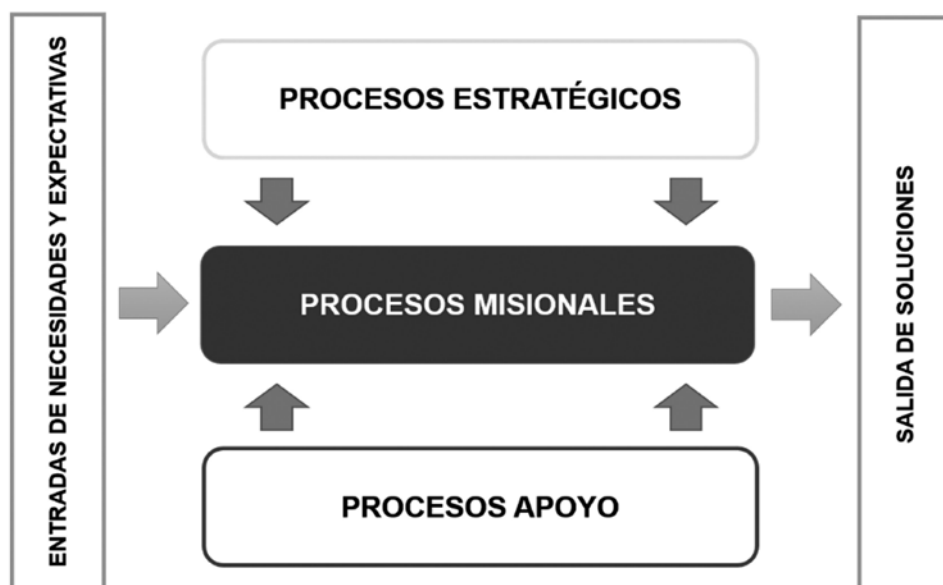 ENTRADAS DE NECESIDADES Y EXPECTATIVAS
PROCESOS ESTRATÉGICOS
PROCESOS MISIONALES
PROCESOS APOYO
SALIDA DE SOLUCIONES